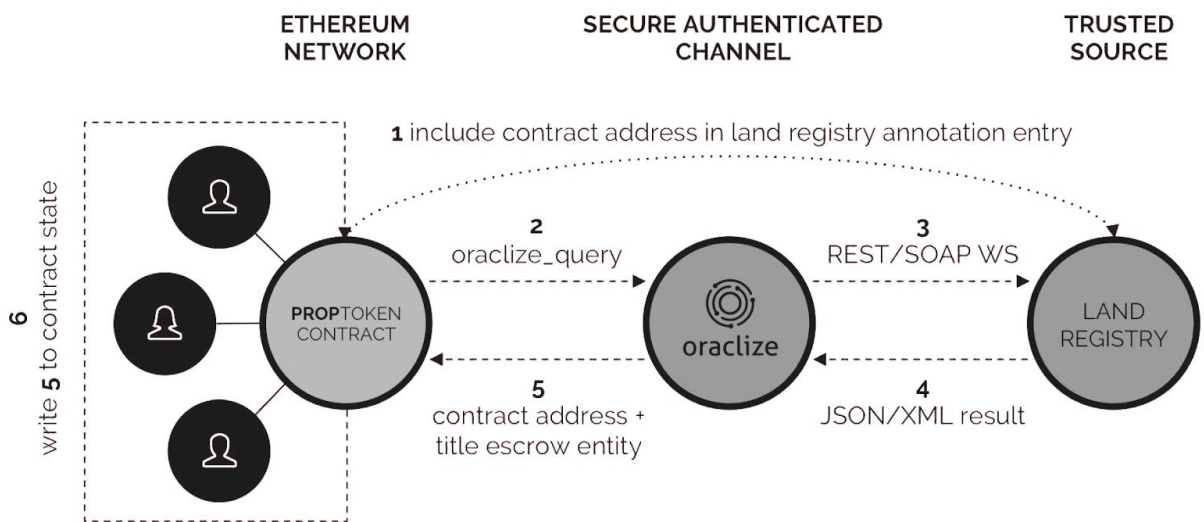 ETHEREUM
NETWORK
SECURE AUTHENTICATED
CHANNEL
TRUSTED
SOURCE
1 include contract address in land registry annotation entry
6
write 5 to contract state
2
oraclize_query
3
REST/SOAP WS
PROPTOKEN
CONTRACT
oraclize
LAND
REGISTRY
5
contract address +
title escrow entity
4
JSON/XML result